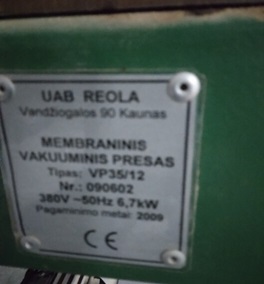 UAB REOLA
Vandžiogalos 90 Kaunas
MEMBRANINIS
VAKUUMINIS PRESAS
Tipas: VP35/12
Nr.: 090602
380V ~50Hz 6,7kW
Pagaminimo metai: 2009
CE